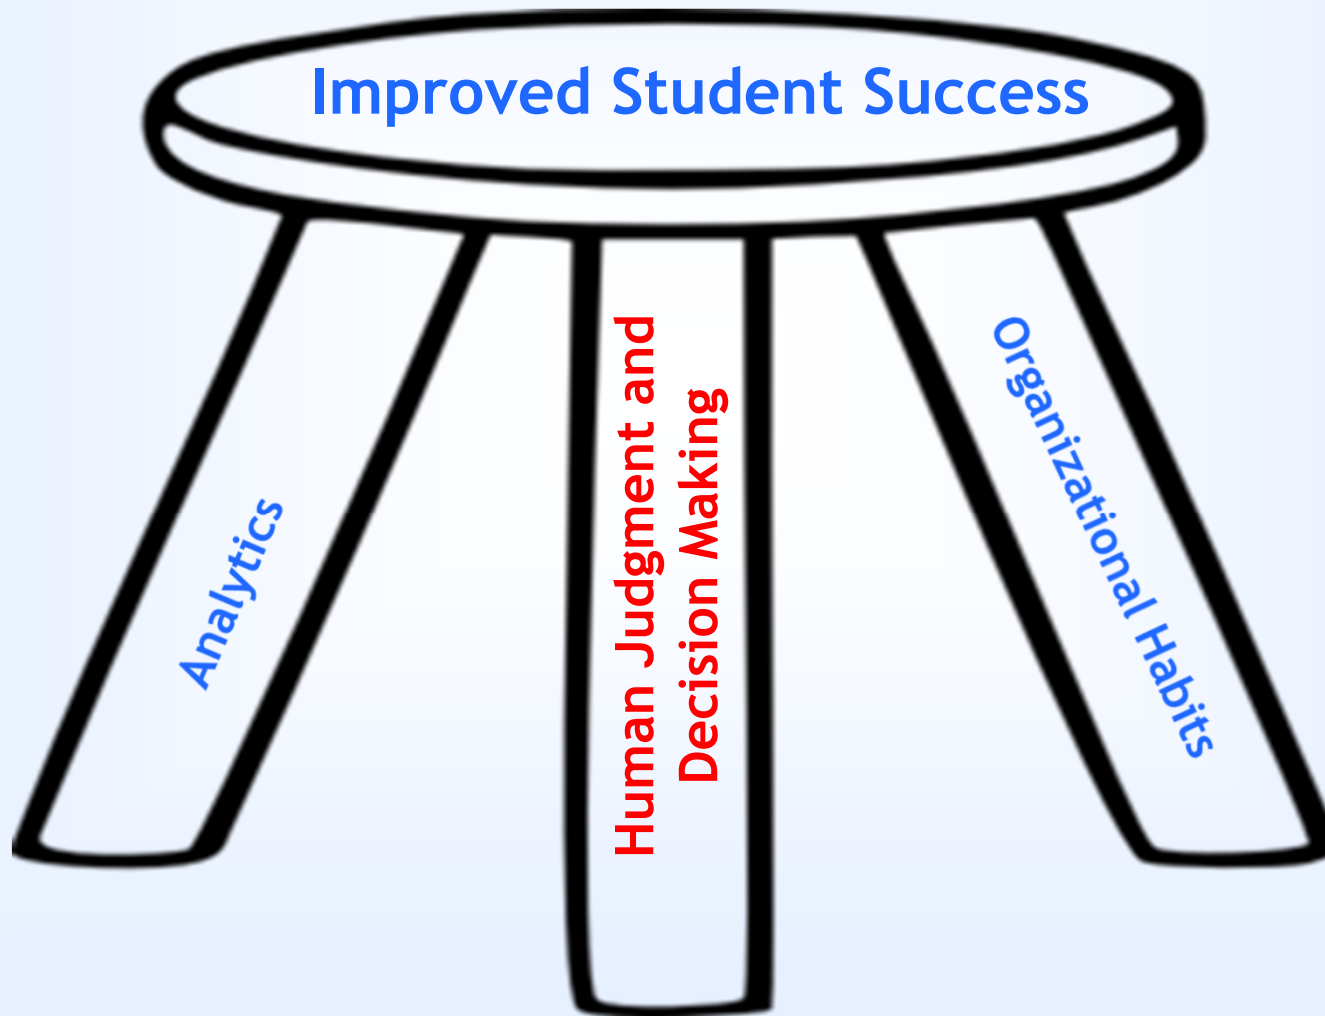 Improved Student Success
Analytics
Human Judgment and
Decision Making
Organizational Habits